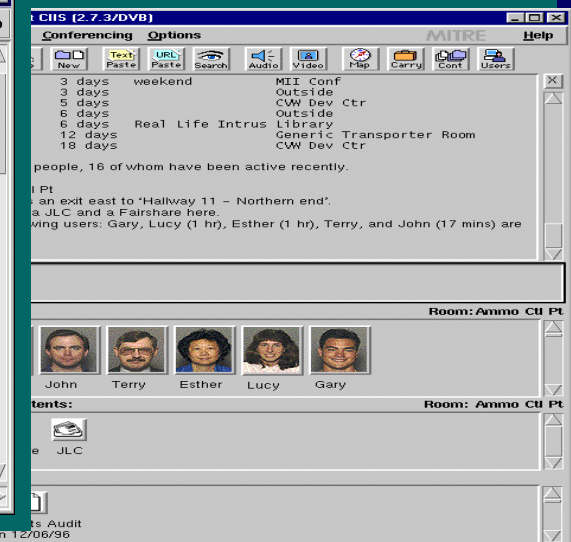 t CIIS (2.7.3/DVB)
Conferencing Options MITRE Help
New Text Paste URL Paste Search Audio Video Map Carry Cont Users
3 days weekend MII Conf
3 days Outside
5 days CVW Dev Ctr
6 days Outside
6 days Real Life Intrus Library
12 days Generic Transporter Room
18 days CVW Dev Ctr
people, 16 of whom have been active recently.
l Pt
an exit east to ‘Hallway 11 – Northern end’.
a JLC and a Fairshare here.
wing users: Gary, Lucy (1 hr), Esther (1 hr), Terry, and John (17 mins) are
Room: Ammo Ctl Pt
John Terry Esther Lucy Gary
tents: Room: Ammo Ctl Pt
e JLC
ts Audit
n 12/06/96